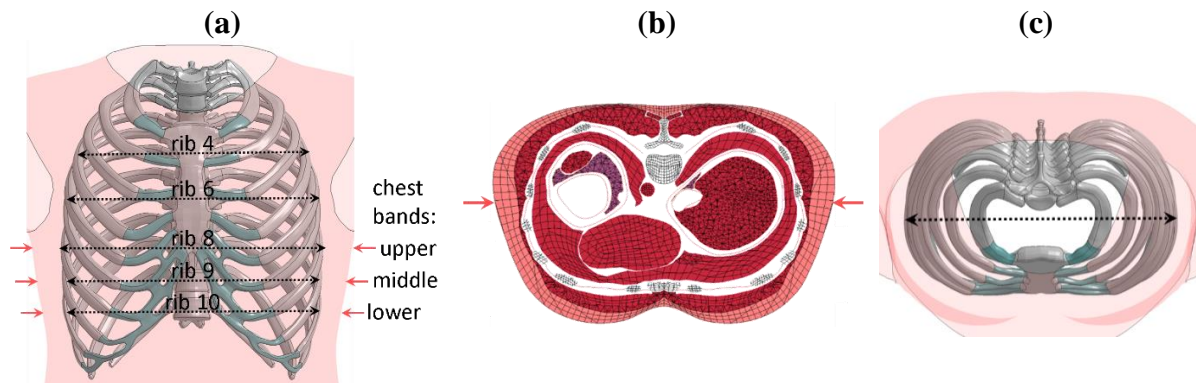 (a)
(b)
(c)
rib 4
rib 6
rib 8
rib 9
rib 10
chest
bands:
upper
middle
lower